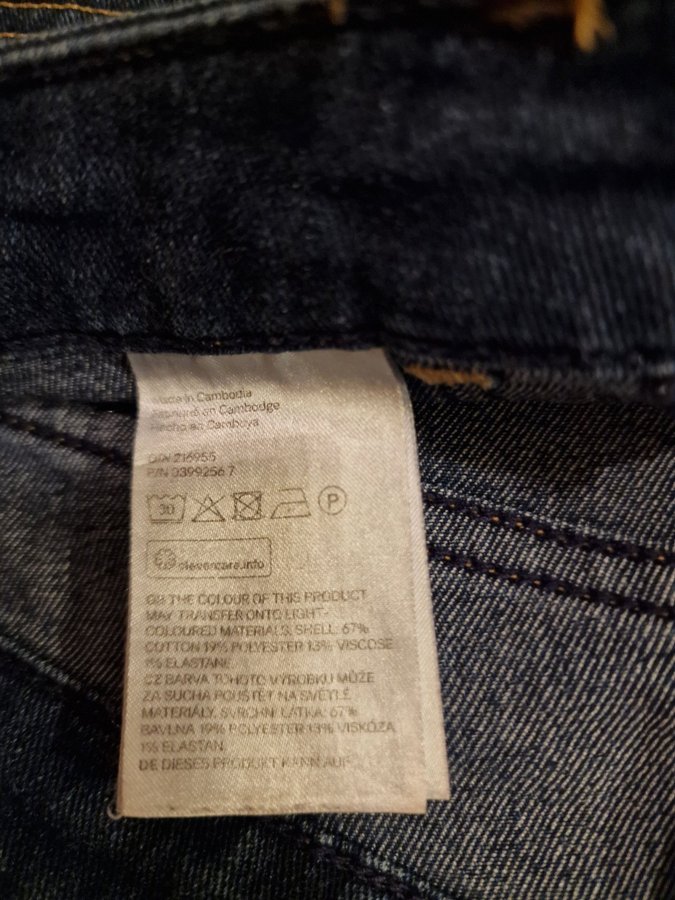 Made in Cambodia
Fabriqué en Cambodge
Hecho en Camboya
O/N 216955
P/N 0399256 7
30 P
clevercare.info
GB THE COLOUR OF THIS PRODUCT
MAY TRANSFER ONTO LIGHT-
COLOURED MATERIALS. SHELL: 67%
COTTON 19% POLYESTER 13% VISCOSE
1% ELASTANE
CZ BARVA TOHOTO VÝROBKU MŮŽE
ZA SUCHA POUŠTĚT NA SVĚTLÉ
MATERIÁLY. SVRCHNÍ LÁTKA: 67%
BAVLNA 19% POLYESTER 13% VISKÓZA
1% ELASTAN
DE DIESES PRODUKT KANN AUF